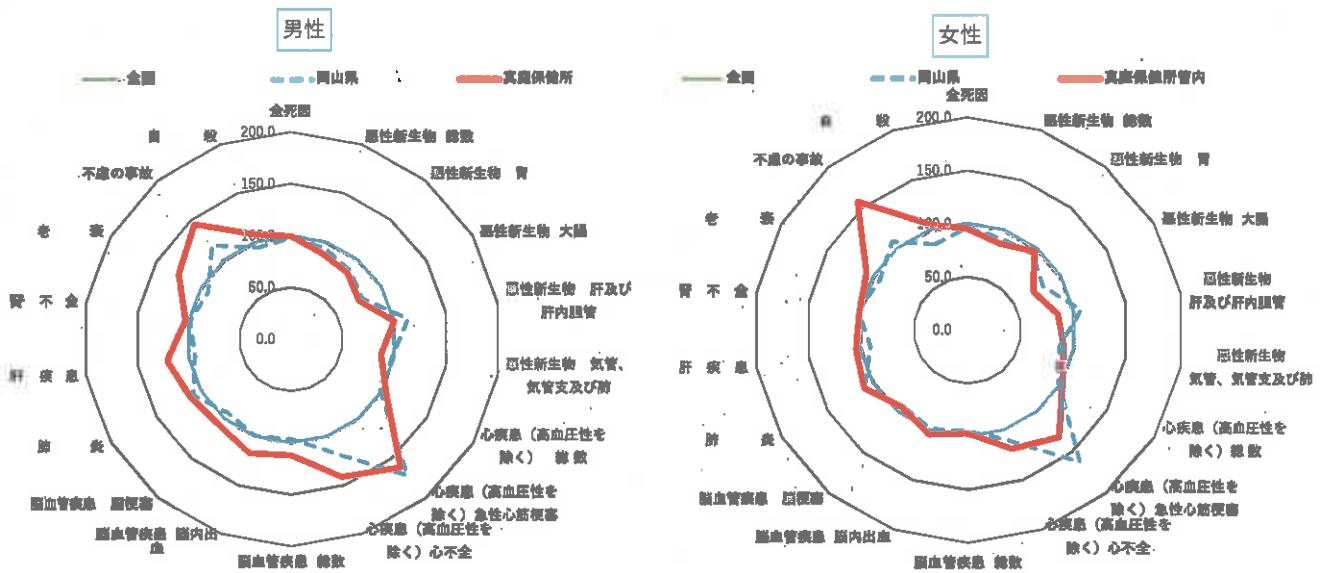 男性
全国
岡山県
真庭保健所
全死因
悪性新生物 総数
悪性新生物 胃
悪性新生物 大腸
悪性新生物 肝及び
肝内胆管
悪性新生物 気管、
気管支及び肺
心疾患(高血圧性を
除く) 総数
心疾患(高血圧性を
除く)急性心筋梗塞
心疾患(高血圧性を
除く)心不全
脳血管疾患 総数
脳血管疾患 脳内出
血
脳血管疾患 脳梗塞
肺 炎
肝 疾 患
腎 不 全
老 衰
不慮の事故
自 殺
200.0
150.0
100.0
50.0
0.0
女性
全国
岡山県
真庭保健所管内
全死因
悪性新生物 総数
悪性新生物 胃
悪性新生物 大腸
悪性新生物
肝及び肝内胆管
悪性新生物
気管、気管支及び肺
心疾患(高血圧性を
除く)総数
心疾患(高血圧性を
除く)急性心筋梗塞
心疾患(高血圧性を
除く)心不全
脳血管疾患 総数
脳血管疾患 脳内出血
脳血管疾患 脳梗塞
肺 炎
肝 疾 患
腎 不 全
老 衰
不慮の事故
自 殺
200.0
150.0
100.0
50.0
0.0